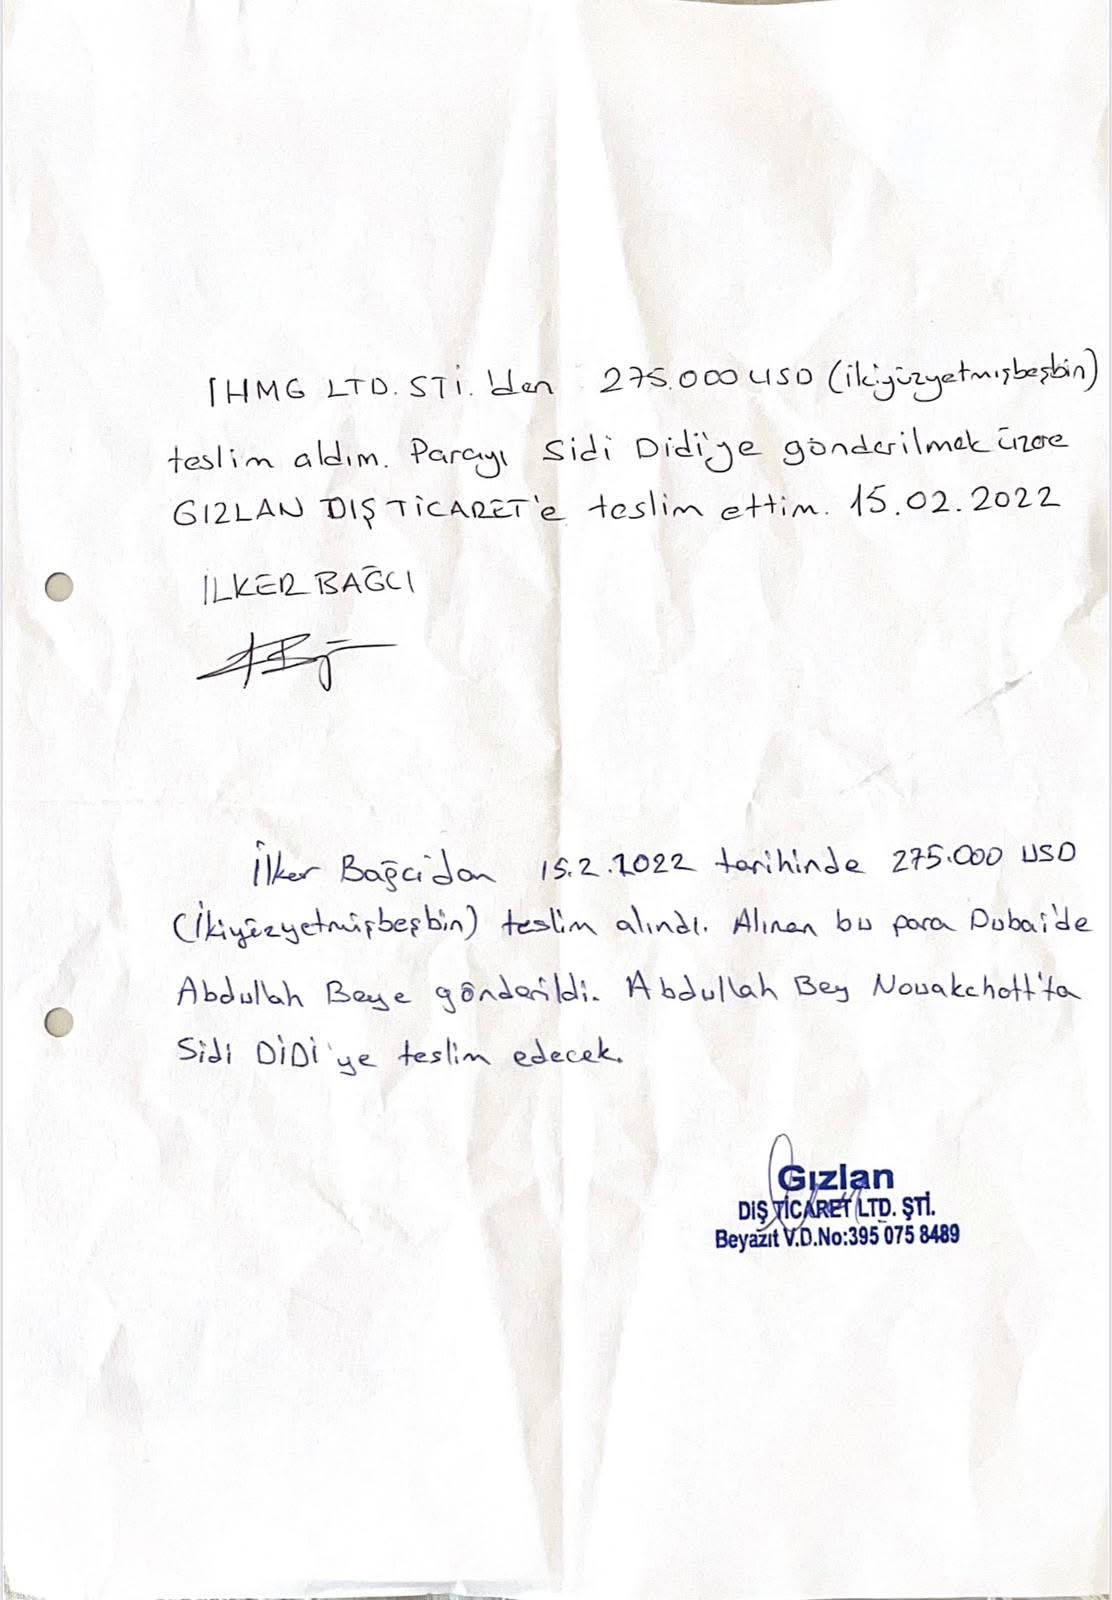 IHMG LTD. STİ.'den 275.000 USD (ikiyüzyetmişbeşbin)
teslim aldım. Parayı Sidi Didi'ye gönderilmek üzere
GIZLAN DIŞ TİCARET'e teslim ettim. 15.02.2022
İLKER BAĞCI
İlker Bağcı'dan 15.2.2022 tarihinde 275.000 USD
(İkiyüzyetmişbeşbin) teslim alındı. Alınan bu para Dubai'de
Abdullah Beye gönderildi. Abdullah Bey Nouakchott'ta
Sidi DİDİ'ye teslim edecek.
Gızlan
DIŞ TİCARET LTD. ŞTİ.
Beyazıt V.D.No:395 075 8489